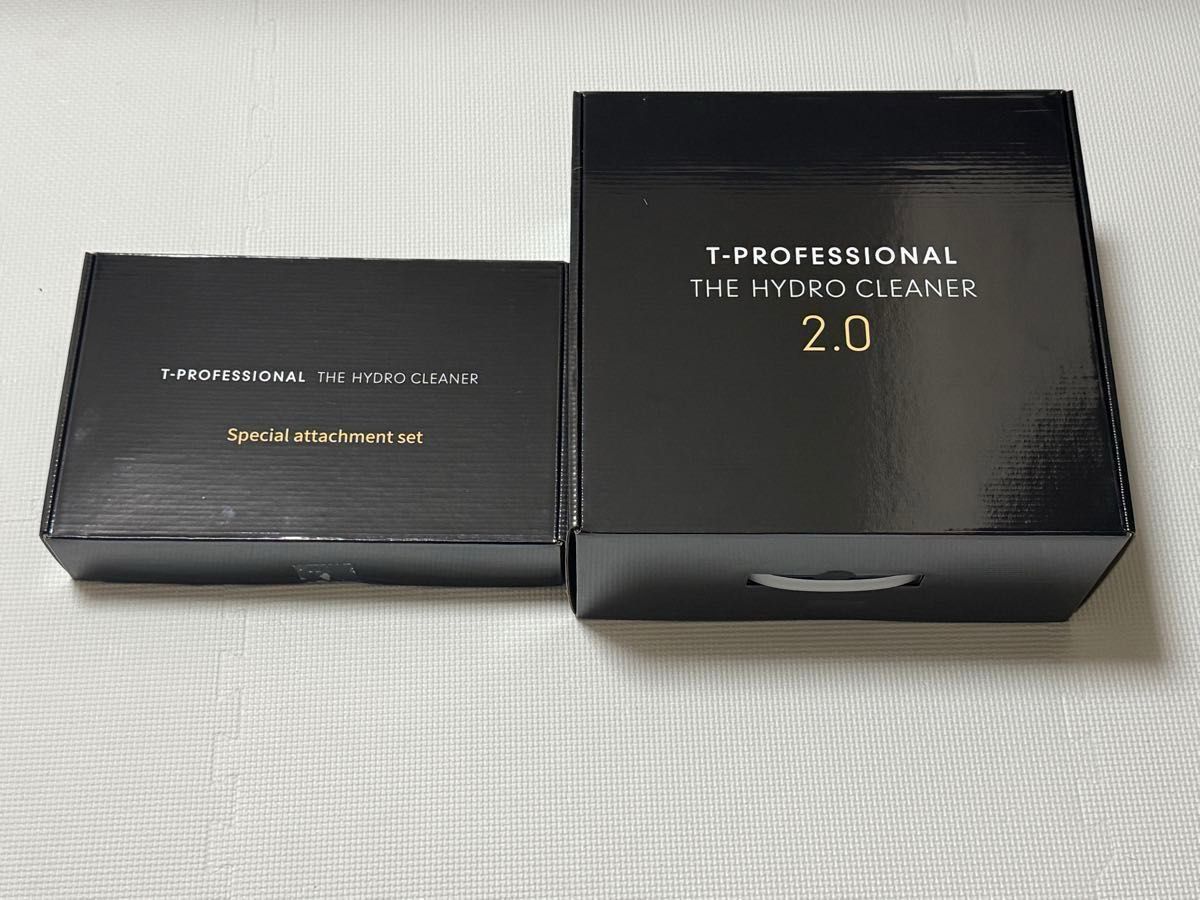 T-PROFESSIONAL THE HYDRO CLEANER
Special attachment set
T-PROFESSIONAL
THE HYDRO CLEANER
2.0